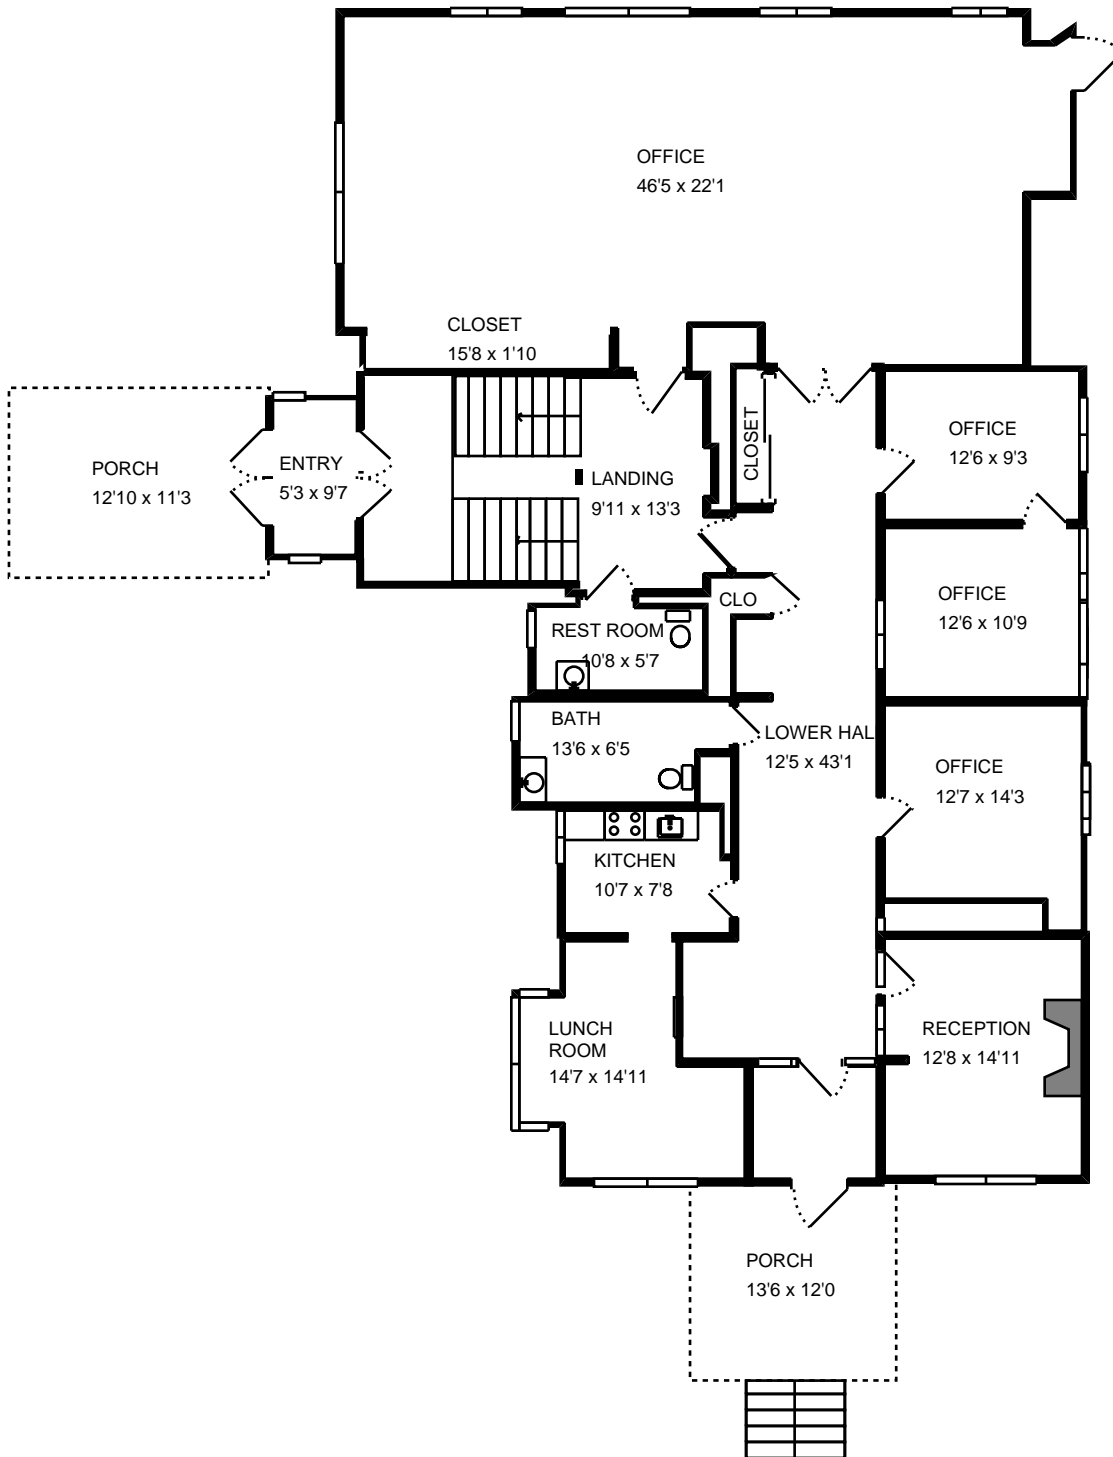 OFFICE
46'5 x 22'1
CLOSET
15'8 x 1'10
CLOSET
OFFICE
12'6 x 9'3
PORCH
12'10 x 11'3
ENTRY
5'3 x 9'7
LANDING
9'11 x 13'3
CLO
OFFICE
12'6 x 10'9
REST ROOM
10'8 x 5'7
BATH
13'6 x 6'5
LOWER HAL
12'5 x 43'1
OFFICE
12'7 x 14'3
KITCHEN
10'7 x 7'8
LUNCH
ROOM
14'7 x 14'11
RECEPTION
12'8 x 14'11
PORCH
13'6 x 12'0